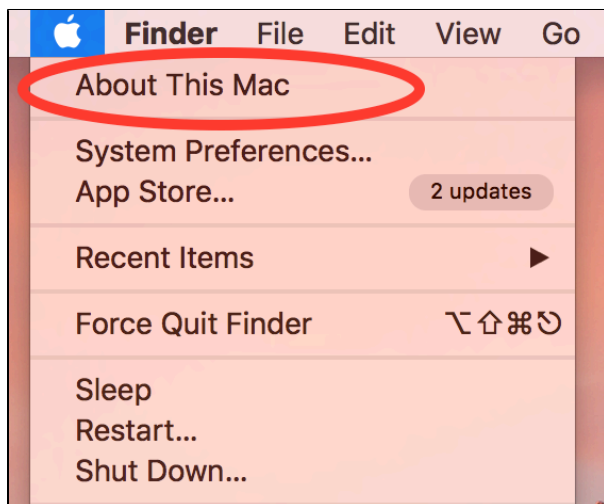 Finder File Edit View Go
About This Mac
System Preferences...
App Store... 2 updates
Recent Items ▶
Force Quit Finder ⌥⇧⌘⎋
Sleep
Restart...
Shut Down...